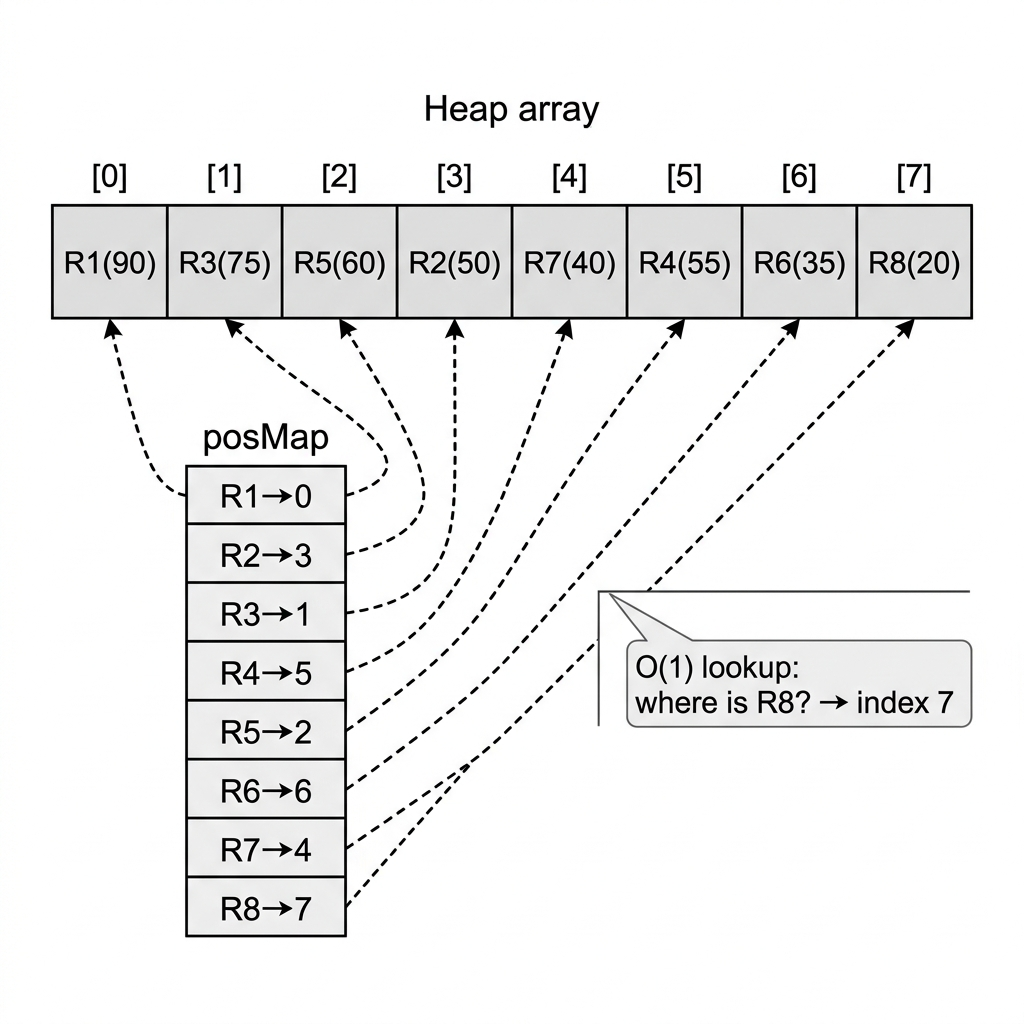 Heap array
[0] [1] [2] [3] [4] [5] [6] [7]
R1(90) R3(75) R5(60) R2(50) R7(40) R4(55) R6(35) R8(20)
posMap
R1→0
R2→3
R3→1
R4→5
R5→2
R6→6
R7→4
R8→7
O(1) lookup:
where is R8? → index 7